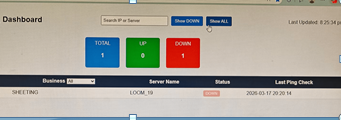 Dashboard
Search IP or Server
Show DOWN
Show ALL
Last Updated: 8:25:34 p
TOTAL
1
UP
0
DOWN
1
Business All
Server Name
Status
Last Ping Check
SHEETING
LOOM_19
DOWN
2026-03-17 20:20:14